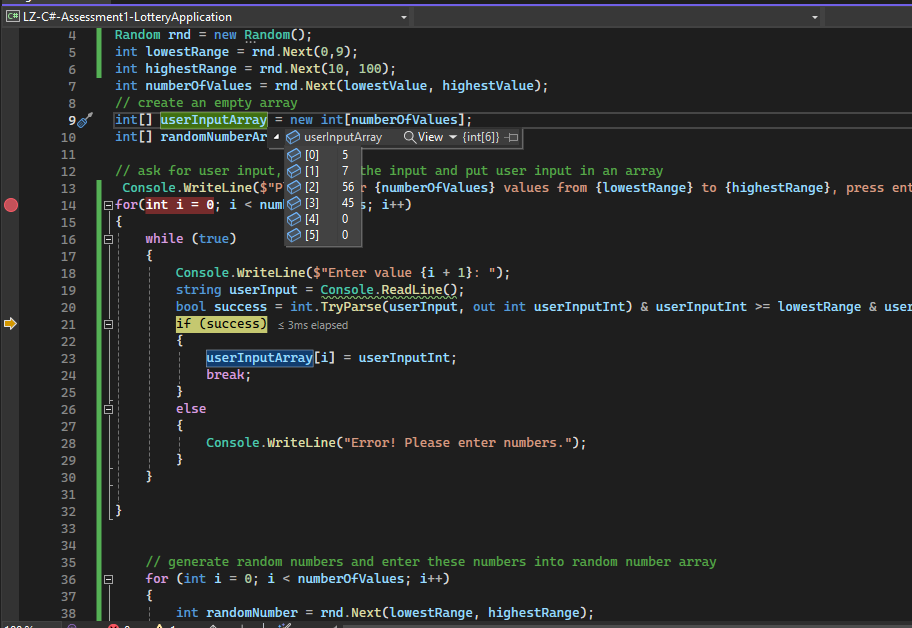 C# LZ-C#-Assessment1-LotteryApplication
4 Random rnd = new Random();
5 int lowestRange = rnd.Next(0,9);
6 int highestRange = rnd.Next(10, 100);
7 int numberOfValues = rnd.Next(lowestValue, highestValue);
8 // create an empty array
9 int[] userInputArray = new int[numberOfValues];
10 int[] randomNumberAr
userInputArray View {int[6]}
[0] 5
[1] 7
[2] 56
[3] 45
[4] 0
[5] 0
11
12 // ask for user input, the input and put user input in an array
13 Console.WriteLine($"P r {numberOfValues} values from {lowestRange} to {highestRange}, press ent
14 for(int i = 0; i < num s; i++)
15 {
16 while (true)
17 {
18 Console.WriteLine($"Enter value {i + 1}: ");
19 string userInput = Console.ReadLine();
20 bool success = int.TryParse(userInput, out int userInputInt) & userInputInt >= lowestRange & user
21 if (success) ≤ 3ms elapsed
22 {
23 userInputArray[i] = userInputInt;
24 break;
25 }
26 else
27 {
28 Console.WriteLine("Error! Please enter numbers.");
29 }
30 }
31
32 }
33
34
35 // generate random numbers and enter these numbers into random number array
36 for (int i = 0; i < numberOfValues; i++)
37 {
38 int randomNumber = rnd.Next(lowestRange, highestRange);